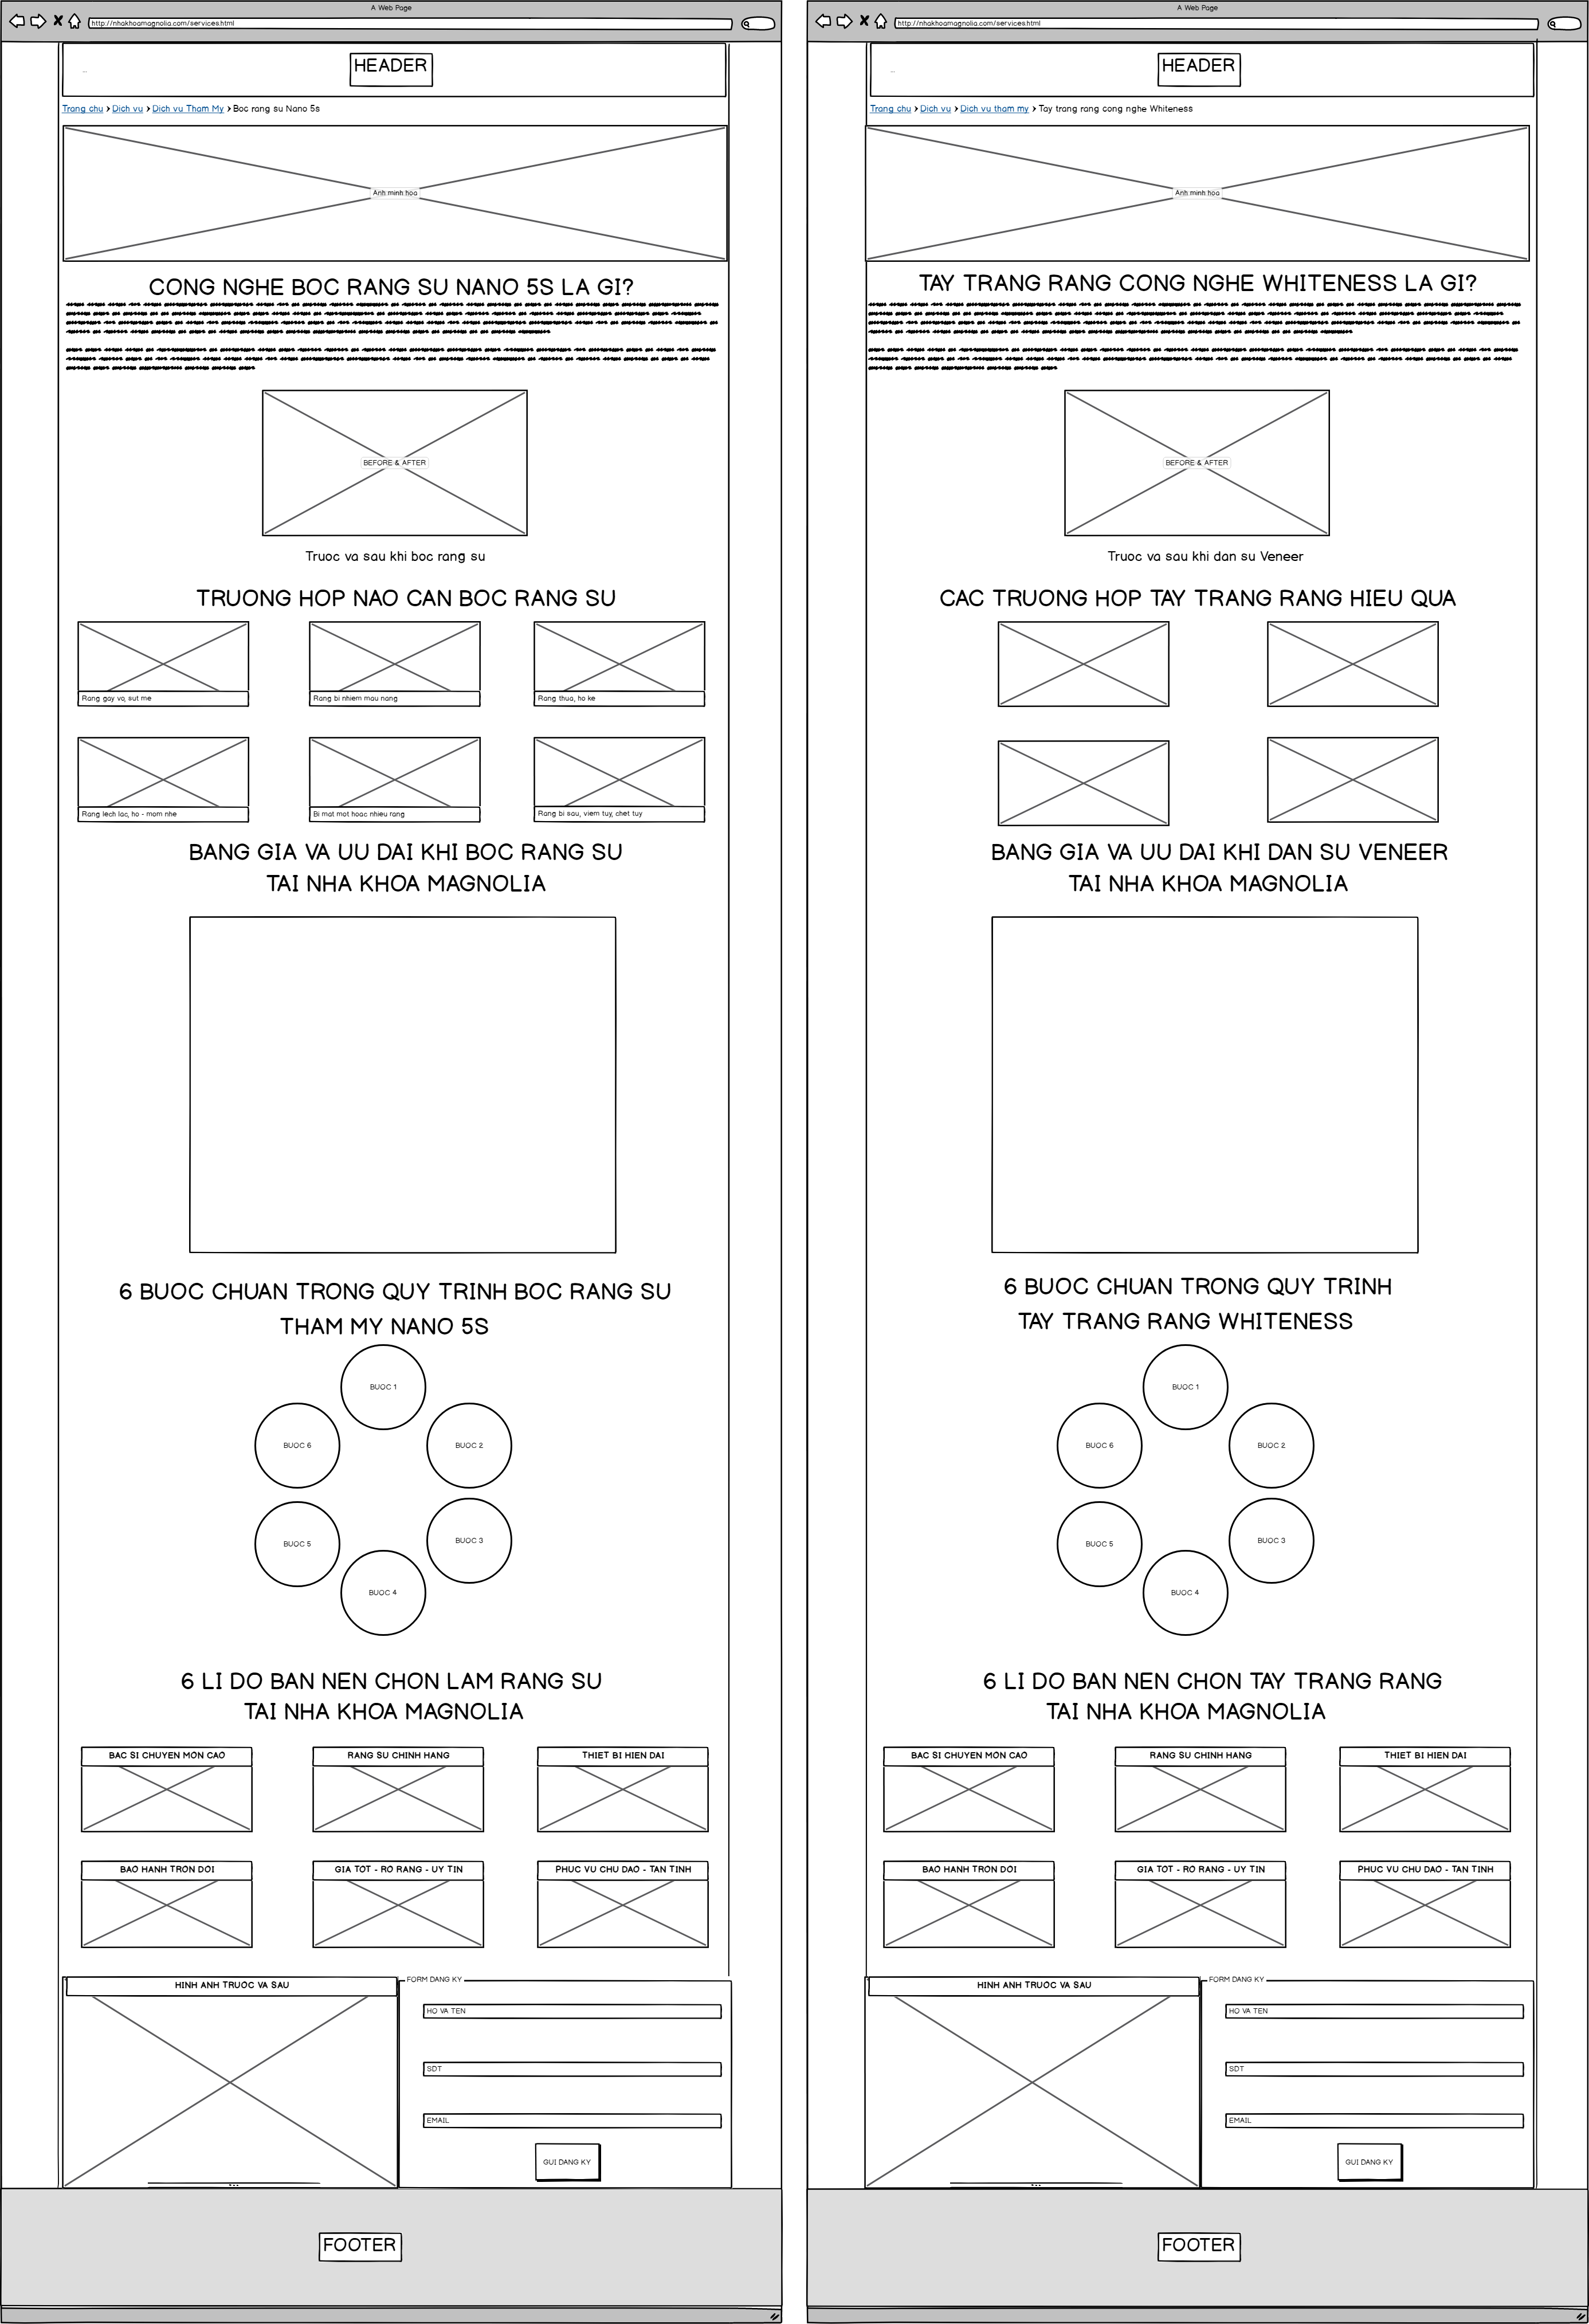 A Web Page
http://nhakhoamagnolia.com/services.html
HEADER
Trang chu > Dich vu > Dich vu Tham My > Boc rang su Nano 5s
Anh minh hoa
CONG NGHE BOC RANG SU NANO 5S LA GI?
BEFORE & AFTER
Truoc va sau khi boc rang su
TRUONG HOP NAO CAN BOC RANG SU
Rang gay vo, sut me
Rang bi nhiem mau nang
Rang thua, ho ke
Rang lech lac, ho - mom nhe
Bi mat mot hoac nhieu rang
Rang bi sau, viem tuy, chet tuy
BANG GIA VA UU DAI KHI BOC RANG SU
TAI NHA KHOA MAGNOLIA
6 BUOC CHUAN TRONG QUY TRINH BOC RANG SU
THAM MY NANO 5S
BUOC 1
BUOC 6
BUOC 2
BUOC 5
BUOC 3
BUOC 4
6 LI DO BAN NEN CHON LAM RANG SU
TAI NHA KHOA MAGNOLIA
BAC SI CHUYEN MON CAO
RANG SU CHINH HANG
THIET BI HIEN DAI
BAO HANH TRON DOI
GIA TOT - RO RANG - UY TIN
PHUC VU CHU DAO - TAN TINH
HINH ANH TRUOC VA SAU
FORM DANG KY
HO VA TEN
SDT
EMAIL
GUI DANG KY
FOOTER
A Web Page
http://nhakhoamagnolia.com/services.html
HEADER
Trang chu > Dich vu > Dich vu tham my > Tay trang rang cong nghe Whiteness
Anh minh hoa
TAY TRANG RANG CONG NGHE WHITENESS LA GI?
BEFORE & AFTER
Truoc va sau khi dan su Veneer
CAC TRUONG HOP TAY TRANG RANG HIEU QUA
BANG GIA VA UU DAI KHI DAN SU VENEER
TAI NHA KHOA MAGNOLIA
6 BUOC CHUAN TRONG QUY TRINH
TAY TRANG RANG WHITENESS
BUOC 1
BUOC 6
BUOC 2
BUOC 5
BUOC 3
BUOC 4
6 LI DO BAN NEN CHON TAY TRANG RANG
TAI NHA KHOA MAGNOLIA
BAC SI CHUYEN MON CAO
RANG SU CHINH HANG
THIET BI HIEN DAI
BAO HANH TRON DOI
GIA TOT - RO RANG - UY TIN
PHUC VU CHU DAO - TAN TINH
HINH ANH TRUOC VA SAU
FORM DANG KY
HO VA TEN
SDT
EMAIL
GUI DANG KY
FOOTER